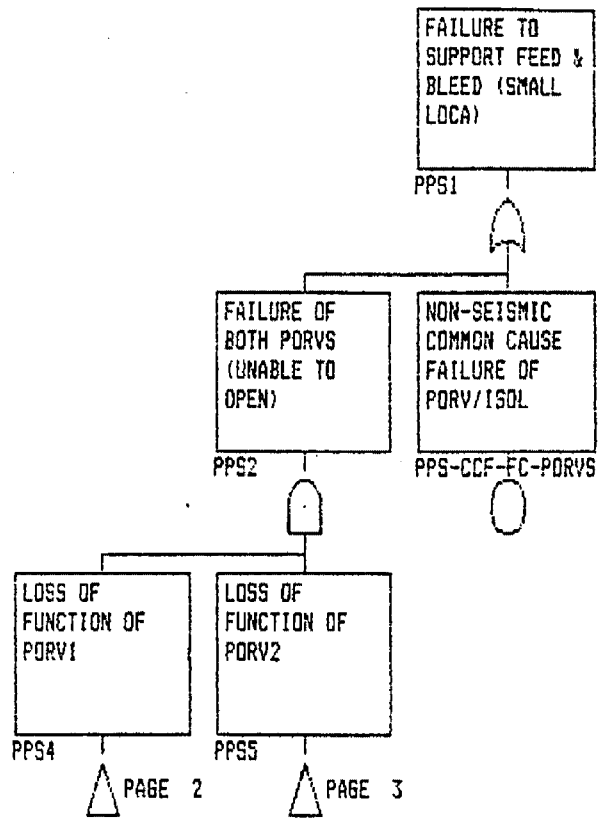 FAILURE TO
SUPPORT FEED &
BLEED (SMALL
LOCA)
PPS1
FAILURE OF
BOTH PORVS
(UNABLE TO
OPEN)
PPS2
NON-SEISMIC
COMMON CAUSE
FAILURE OF
PORV/ISOL
PPS-CCF-FC-PORVS
LOSS OF
FUNCTION OF
PORV1
PPS4
PAGE 2
LOSS OF
FUNCTION OF
PORV2
PPS5
PAGE 3